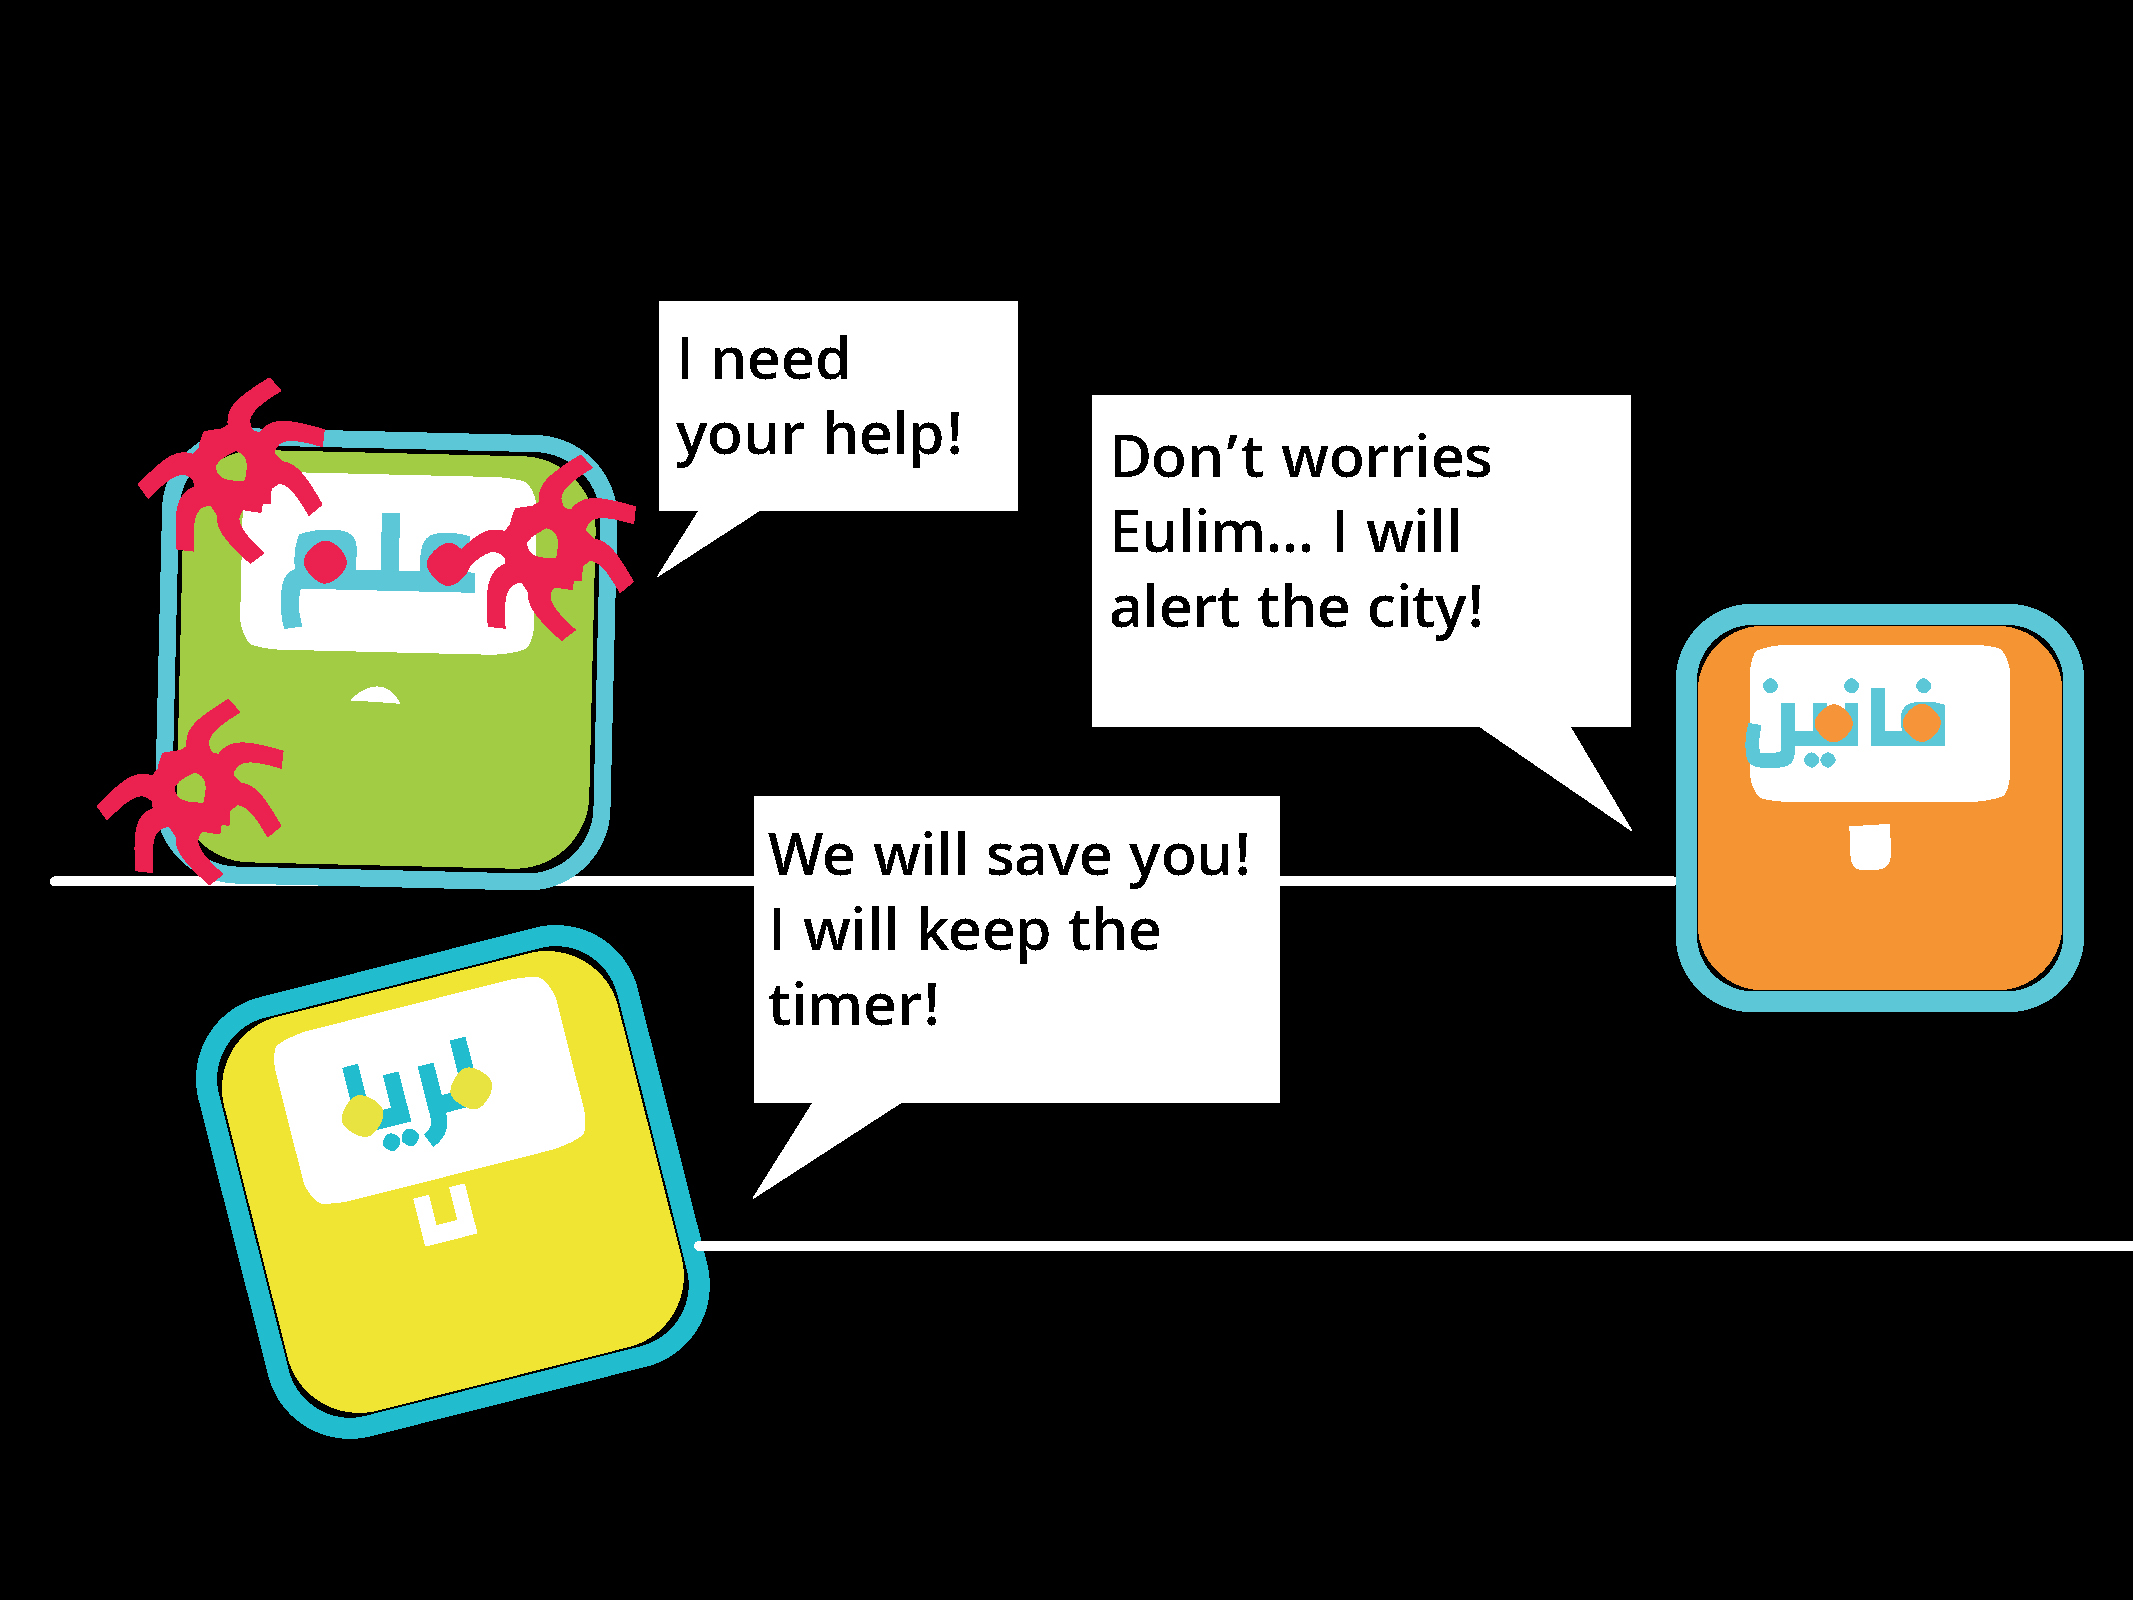 I need
your help!
علم
Don’t worries
Eulim... I will
alert the city!
فانين
We will save you!
I will keep the
timer!